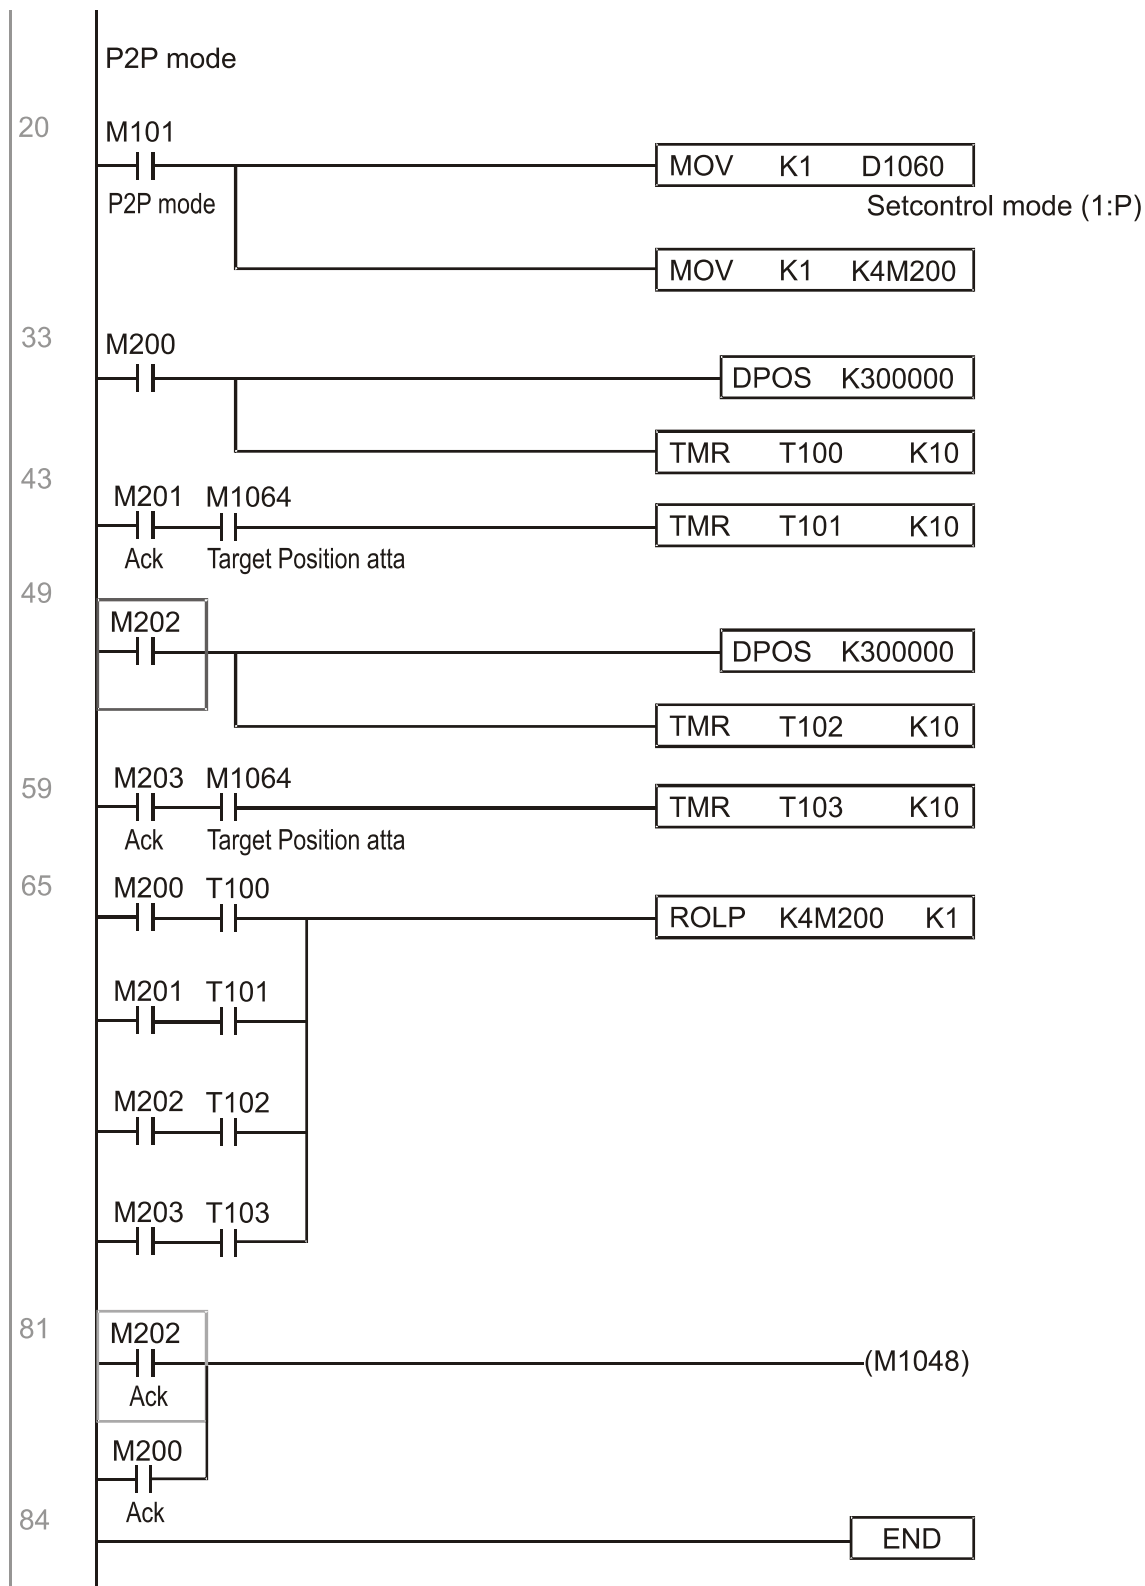 P2P mode
20
M101
MOV K1 D1060
P2P mode
Setcontrol mode (1:P)
MOV K1 K4M200
33
M200
DPOS K300000
TMR T100 K10
43
M201 M1064
TMR T101 K10
Ack Target Position atta
49
M202
DPOS K300000
TMR T102 K10
59
M203 M1064
TMR T103 K10
Ack Target Position atta
65
M200 T100
ROLP K4M200 K1
M201 T101
M202 T102
M203 T103
81
M202
(M1048)
Ack
M200
Ack
84
END